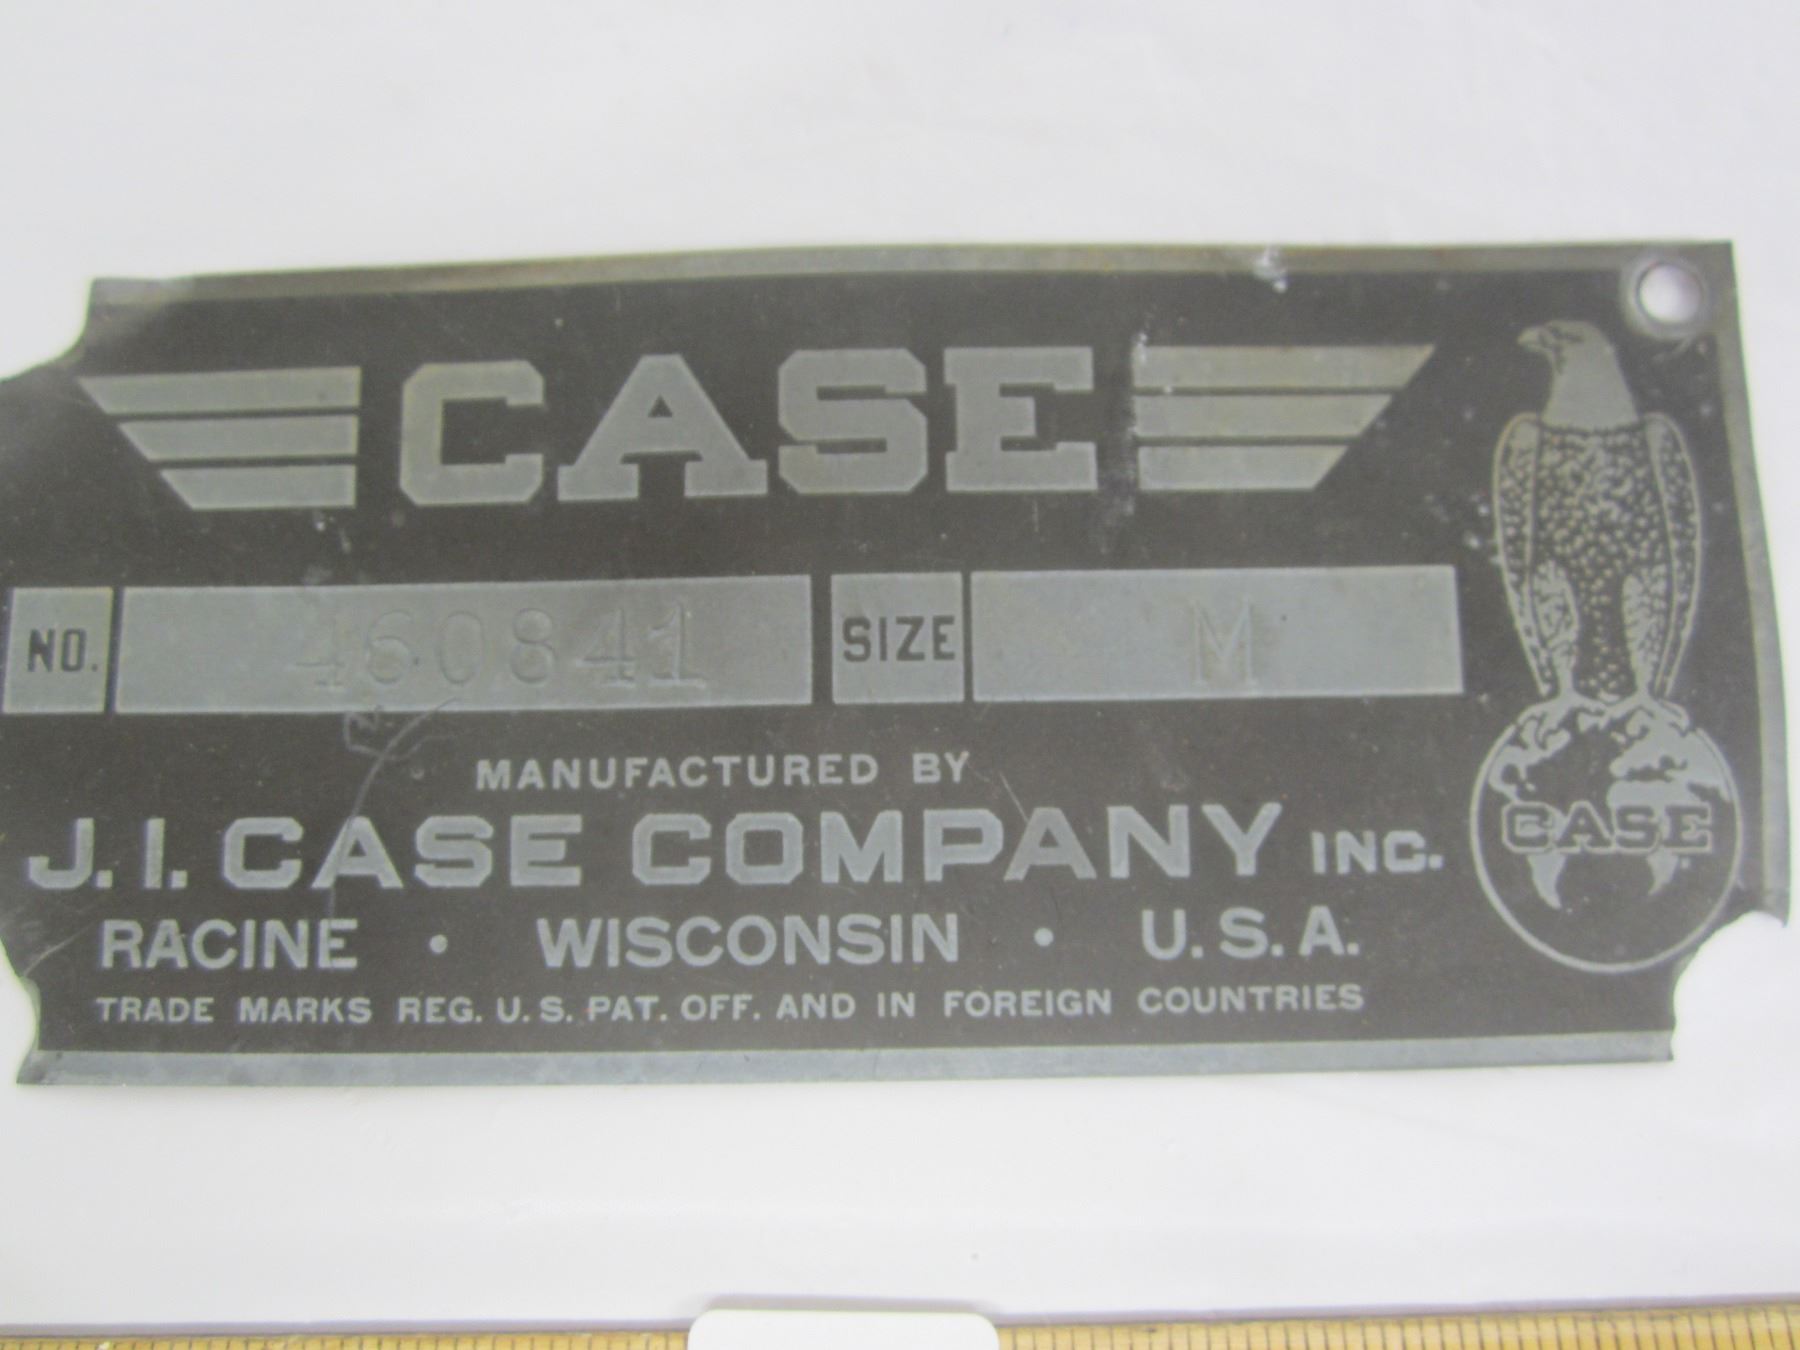 CASE
NO. 460841 SIZE M
MANUFACTURED BY
J.I. CASE COMPANY INC.
RACINE • WISCONSIN • U.S.A.
TRADE MARKS REG. U.S. PAT. OFF. AND IN FOREIGN COUNTRIES
CASE